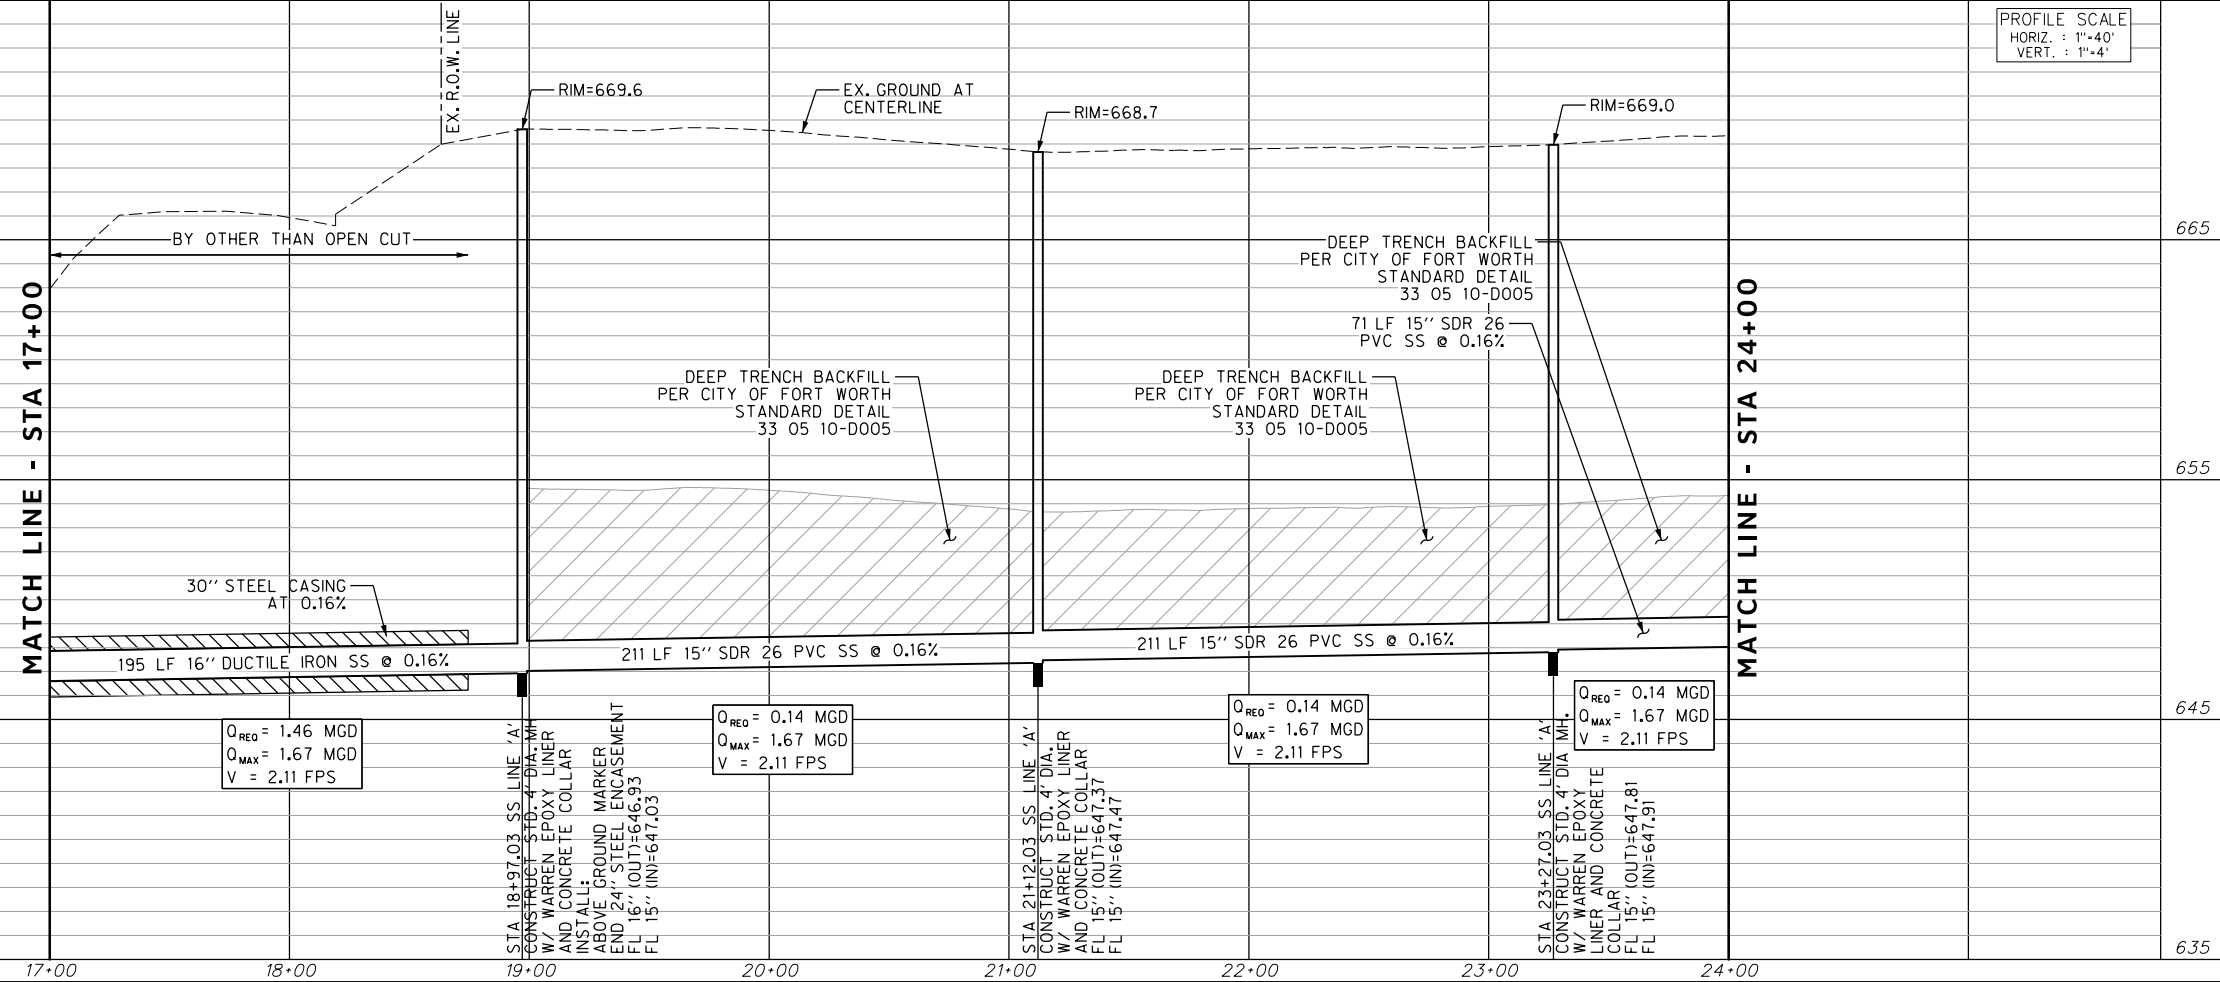 PROFILE SCALE
HORIZ. : 1"=40'
VERT. : 1"=4'
EX. R.O.W. LINE
RIM=669.6
EX. GROUND AT
CENTERLINE
RIM=668.7
RIM=669.0
BY OTHER THAN OPEN CUT
665
DEEP TRENCH BACKFILL
PER CITY OF FORT WORTH
STANDARD DETAIL
33 05 10-D005
71 LF 15'' SDR 26
PVC SS @ 0.16%
MATCH LINE - STA 17+00
MATCH LINE - STA 24+00
DEEP TRENCH BACKFILL
PER CITY OF FORT WORTH
STANDARD DETAIL
33 05 10-D005
DEEP TRENCH BACKFILL
PER CITY OF FORT WORTH
STANDARD DETAIL
33 05 10-D005
655
30'' STEEL CASING
AT 0.16%
195 LF 16'' DUCTILE IRON SS @ 0.16%
211 LF 15'' SDR 26 PVC SS @ 0.16%
211 LF 15'' SDR 26 PVC SS @ 0.16%
QREQ= 1.46 MGD
QMAX= 1.67 MGD
V = 2.11 FPS
QREQ= 0.14 MGD
QMAX= 1.67 MGD
V = 2.11 FPS
QREQ= 0.14 MGD
QMAX= 1.67 MGD
V = 2.11 FPS
QREQ= 0.14 MGD
QMAX= 1.67 MGD
V = 2.11 FPS
645
STA 18+97.03 SS LINE 'A'
CONSTRUCT STD. 4' DIA. MH
W/ WARREN EPOXY LINER
AND CONCRETE COLLAR
INSTALL:
ABOVE GROUND MARKER
END 24'' STEEL ENCASEMENT
FL 16'' (OUT)=646.93
FL 15'' (IN)=647.03
STA 21+12.03 SS LINE 'A'
CONSTRUCT STD. 4' DIA.
W/ WARREN EPOXY LINER
AND CONCRETE COLLAR
FL 15'' (OUT)=647.37
FL 15'' (IN)=647.47
STA 23+27.03 SS LINE 'A'
CONSTRUCT STD. 4' DIA MH.
W/ WARREN EPOXY
LINER AND CONCRETE
COLLAR
FL 15'' (OUT)=647.81
FL 15'' (IN)=647.91
635
17+00
18+00
19+00
20+00
21+00
22+00
23+00
24+00